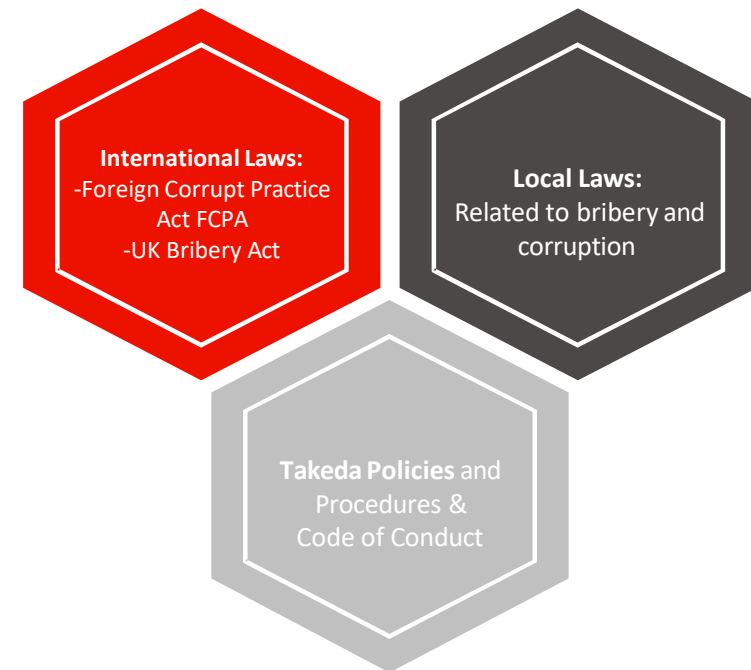 International Laws:
-Foreign Corrupt Practice
Act FCPA
-UK Bribery Act
Local Laws:
Related to bribery and
corruption
Takeda Policies and
Procedures &
Code of Conduct